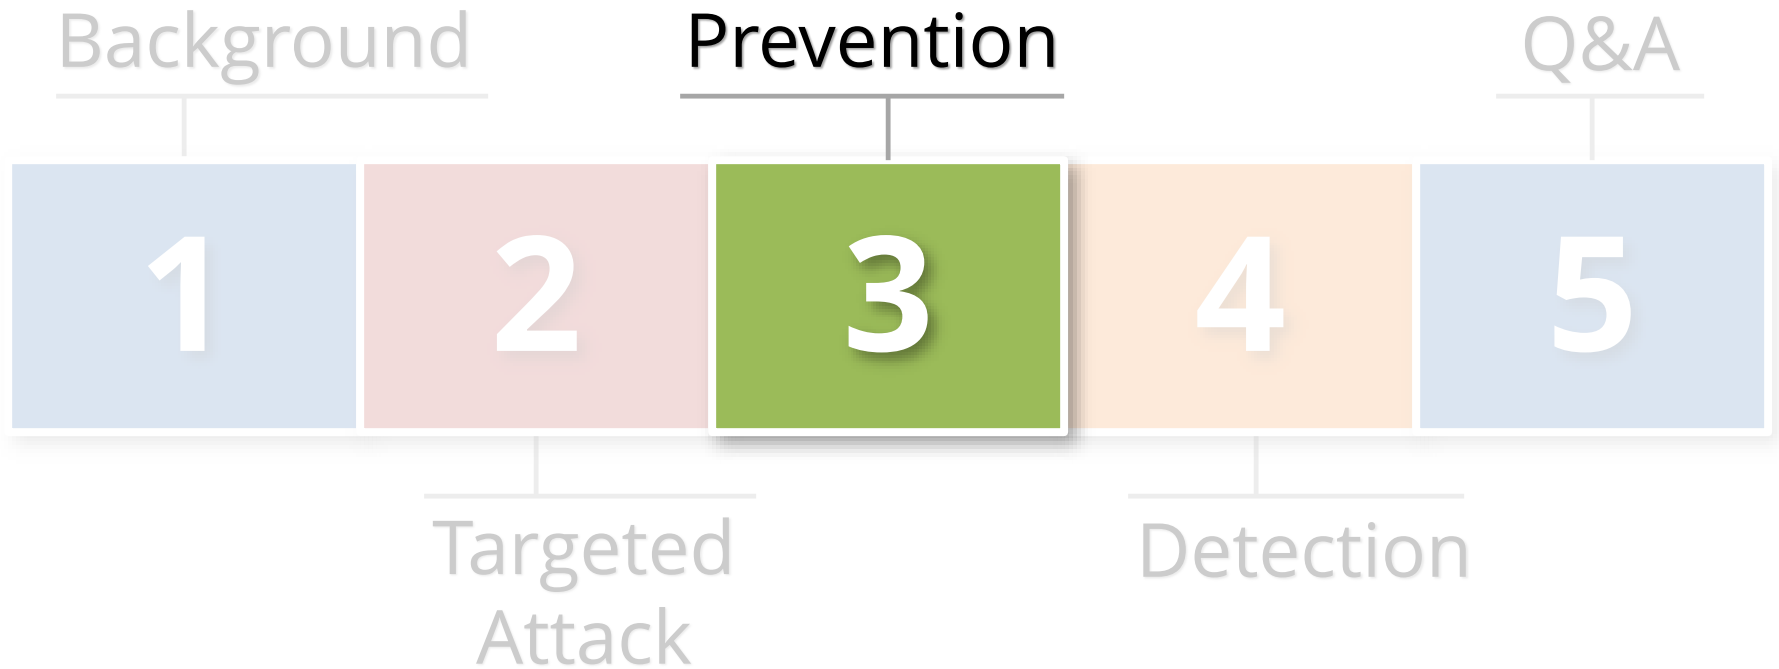 Background
Prevention
Q&A
1
2
3
4
5
Targeted
Attack
Detection